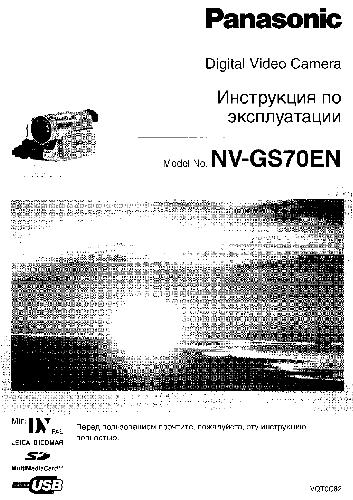 Panasonic
Digital Video Camera
Инструкция по
эксплуатации
Model No. NV-GS70EN
Mini DV PAL
Перед пользованием прочтите, пожалуйста, эту инструкцию
полностью.
LEICA DICOMAR
SD
MultiMediaCard™
USB